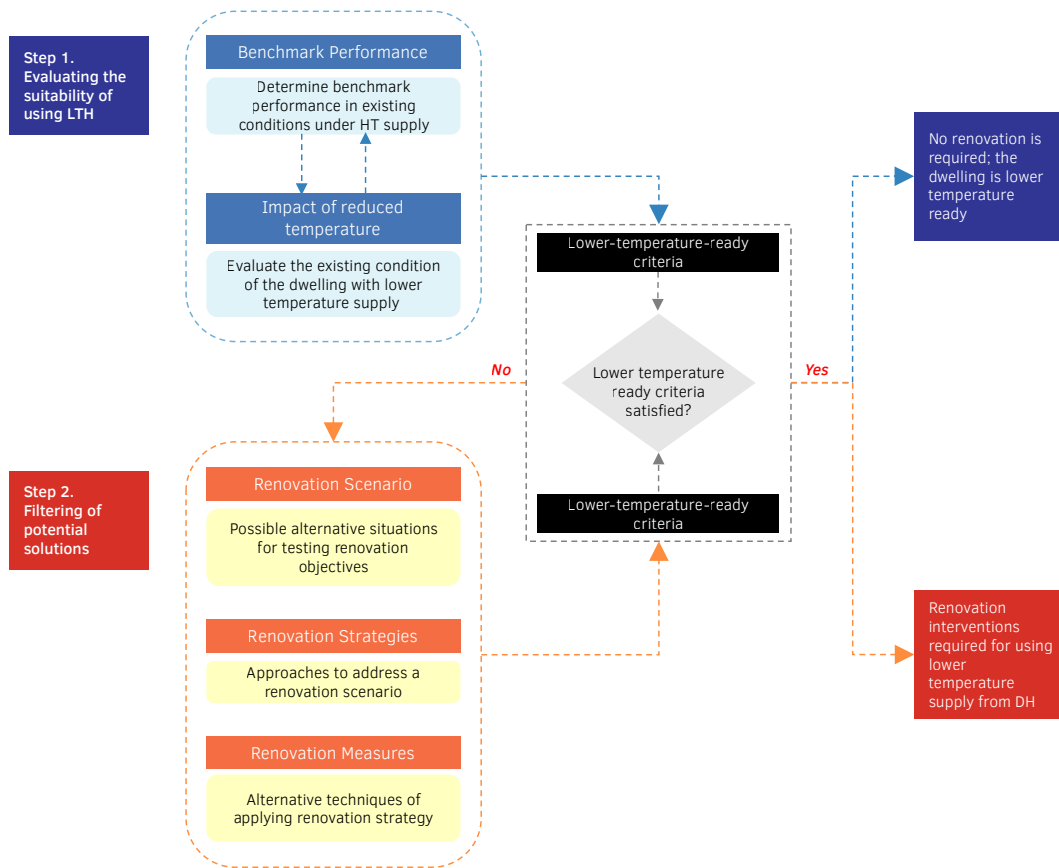 Step 1.
Evaluating the
suitability of
using LTH
Benchmark Performance
Determine benchmark
performance in existing
conditions under HT supply
Impact of reduced
temperature
Evaluate the existing condition
of the dwelling with lower
temperature supply
No renovation is
required; the
dwelling is lower
temperature
ready
Lower-temperature-ready
criteria
Lower temperature
ready criteria
satisfied?
No
Yes
Lower-temperature-ready
criteria
Step 2.
Filtering of
potential
solutions
Renovation Scenario
Possible alternative situations
for testing renovation
objectives
Renovation Strategies
Approaches to address a
renovation scenario
Renovation Measures
Alternative techniques of
applying renovation strategy
Renovation
interventions
required for using
lower
temperature
supply from DH